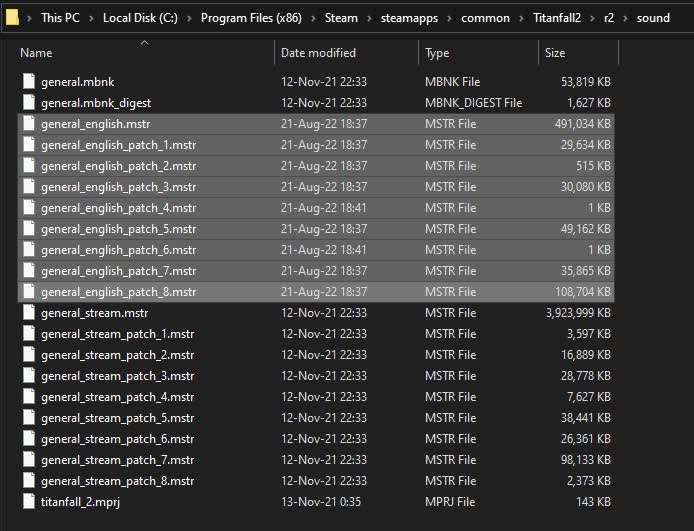 This PC > Local Disk (C:) > Program Files (x86) > Steam > steamapps > common > Titanfall2 > r2 > sound
Name Date modified Type Size
general.mbnk 12-Nov-21 22:33 MBNK File 53,819 KB
general.mbnk_digest 12-Nov-21 22:33 MBNK_DIGEST File 1,627 KB
general_english.mstr 21-Aug-22 18:37 MSTR File 491,034 KB
general_english_patch_1.mstr 21-Aug-22 18:37 MSTR File 29,634 KB
general_english_patch_2.mstr 21-Aug-22 18:37 MSTR File 515 KB
general_english_patch_3.mstr 21-Aug-22 18:37 MSTR File 30,080 KB
general_english_patch_4.mstr 21-Aug-22 18:41 MSTR File 1 KB
general_english_patch_5.mstr 21-Aug-22 18:37 MSTR File 49,162 KB
general_english_patch_6.mstr 21-Aug-22 18:41 MSTR File 1 KB
general_english_patch_7.mstr 21-Aug-22 18:37 MSTR File 35,865 KB
general_english_patch_8.mstr 21-Aug-22 18:37 MSTR File 108,704 KB
general_stream.mstr 12-Nov-21 22:33 MSTR File 3,923,999 KB
general_stream_patch_1.mstr 12-Nov-21 22:33 MSTR File 3,597 KB
general_stream_patch_2.mstr 12-Nov-21 22:33 MSTR File 16,889 KB
general_stream_patch_3.mstr 12-Nov-21 22:33 MSTR File 28,778 KB
general_stream_patch_4.mstr 12-Nov-21 22:33 MSTR File 7,627 KB
general_stream_patch_5.mstr 12-Nov-21 22:33 MSTR File 38,441 KB
general_stream_patch_6.mstr 12-Nov-21 22:33 MSTR File 26,361 KB
general_stream_patch_7.mstr 12-Nov-21 22:33 MSTR File 98,133 KB
general_stream_patch_8.mstr 12-Nov-21 22:33 MSTR File 2,373 KB
titanfall_2.mprj 13-Nov-21 0:35 MPRJ File 143 KB